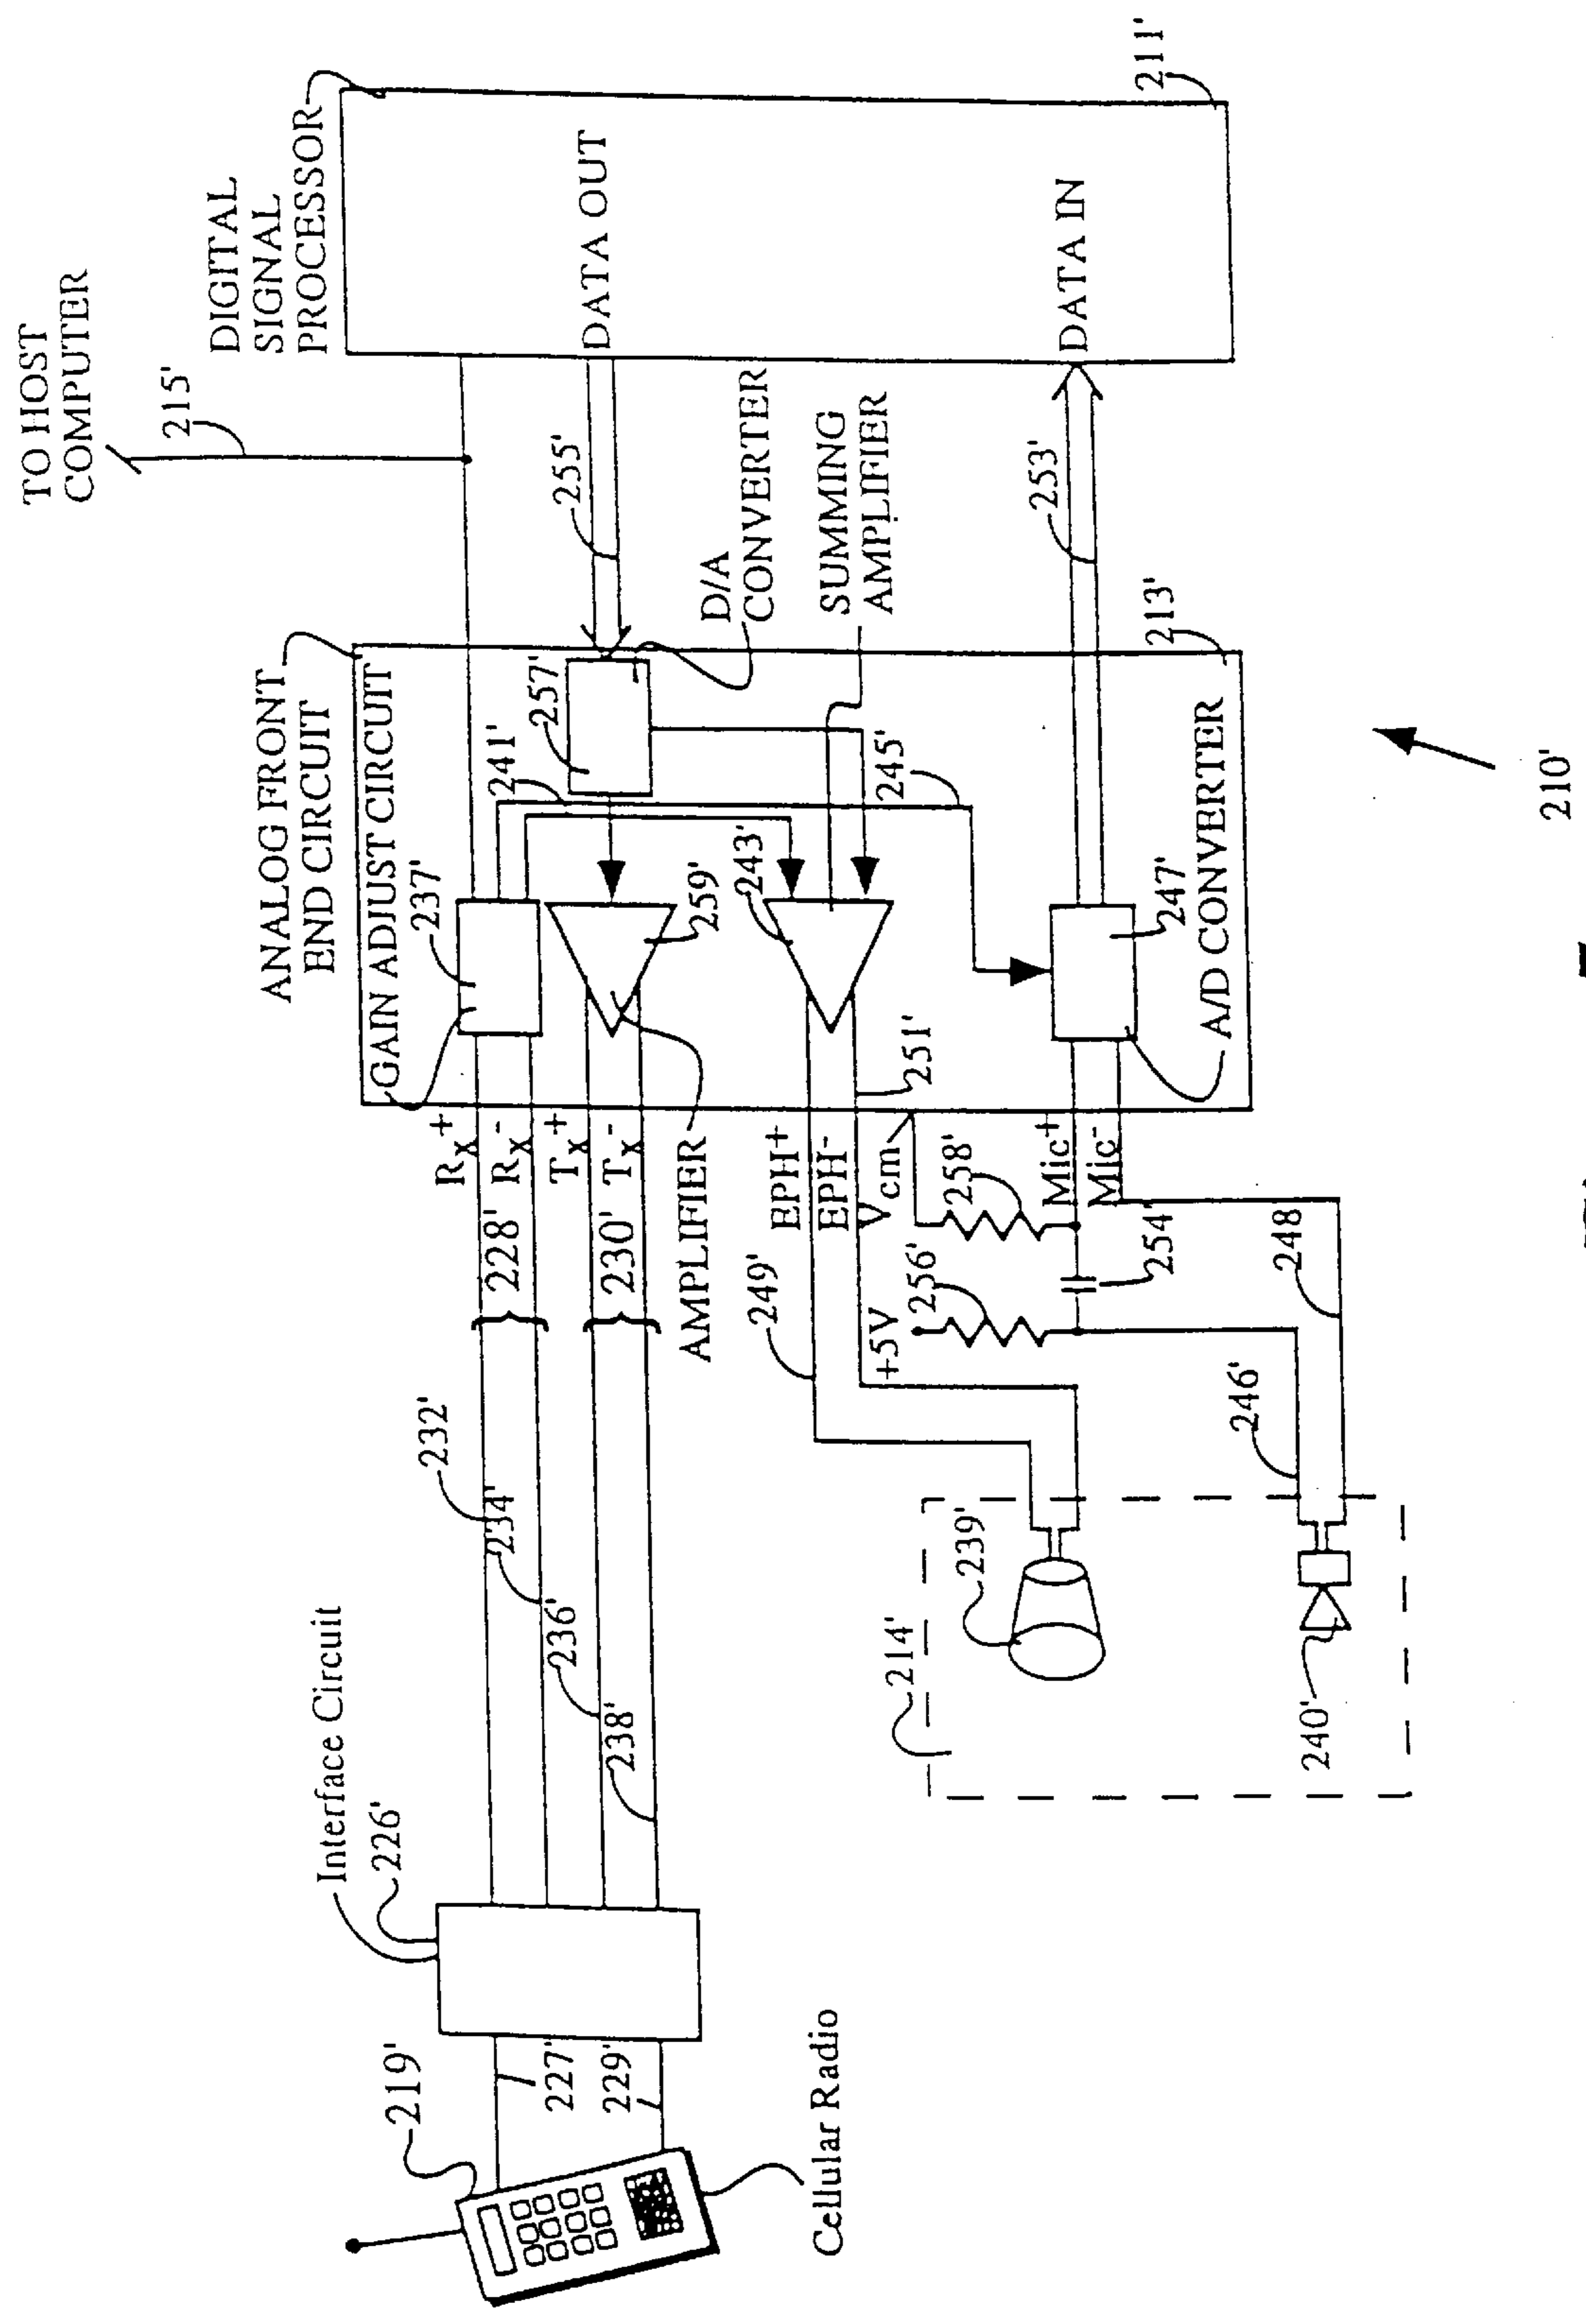 TO HOST
COMPUTER
215'
DIGITAL
SIGNAL
PROCESSOR
DATA OUT
DATA IN
211'
255'
253'
D/A
CONVERTER
SUMMING
AMPLIFIER
213'
ANALOG FRONT
END CIRCUIT
GAIN ADJUST CIRCUIT
237'
241'
257'
259'
243'
245'
247'
A/D CONVERTER
251'
Rx+
Rx-
Tx+
Tx-
228'
230'
AMPLIFIER
EPH+
EPH-
Vcm
258'
Mic+
Mic-
249'
+5V
256'
254'
248
246'
232'
234'
236'
238'
239'
214'
240'
Interface Circuit
226'
227'
229'
219'
Cellular Radio
210'